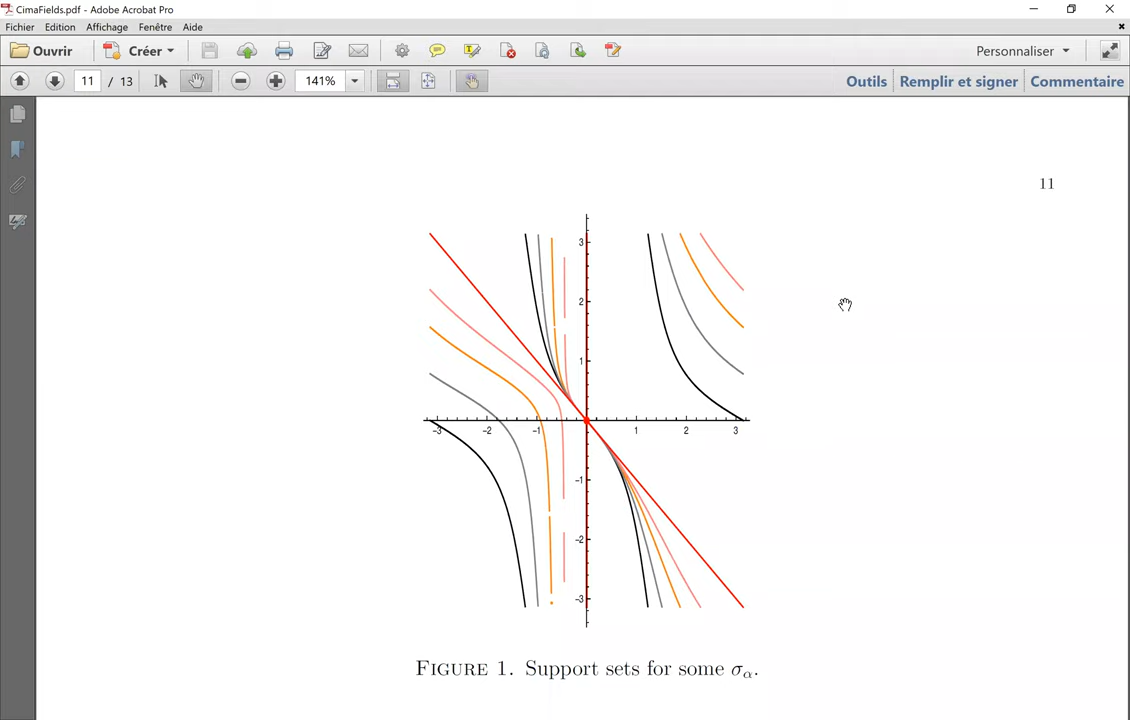 CimaFields.pdf - Adobe Acrobat Pro
Fichier Edition Affichage Fenêtre Aide
Ouvrir Créer Personnaliser
11 / 13 141% Outils Remplir et signer Commentaire
11
3
2
1
-3 -2 -1 1 2 3
-1
-2
-3
FIGURE 1. Support sets for some σα.